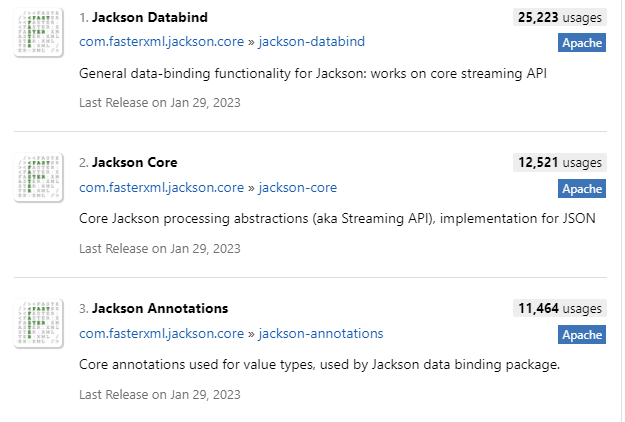 1. Jackson Databind
25,223 usages
com.fasterxml.jackson.core » jackson-databind
Apache
General data-binding functionality for Jackson: works on core streaming API
Last Release on Jan 29, 2023
2. Jackson Core
12,521 usages
com.fasterxml.jackson.core » jackson-core
Apache
Core Jackson processing abstractions (aka Streaming API), implementation for JSON
Last Release on Jan 29, 2023
3. Jackson Annotations
11,464 usages
com.fasterxml.jackson.core » jackson-annotations
Apache
Core annotations used for value types, used by Jackson data binding package.
Last Release on Jan 29, 2023